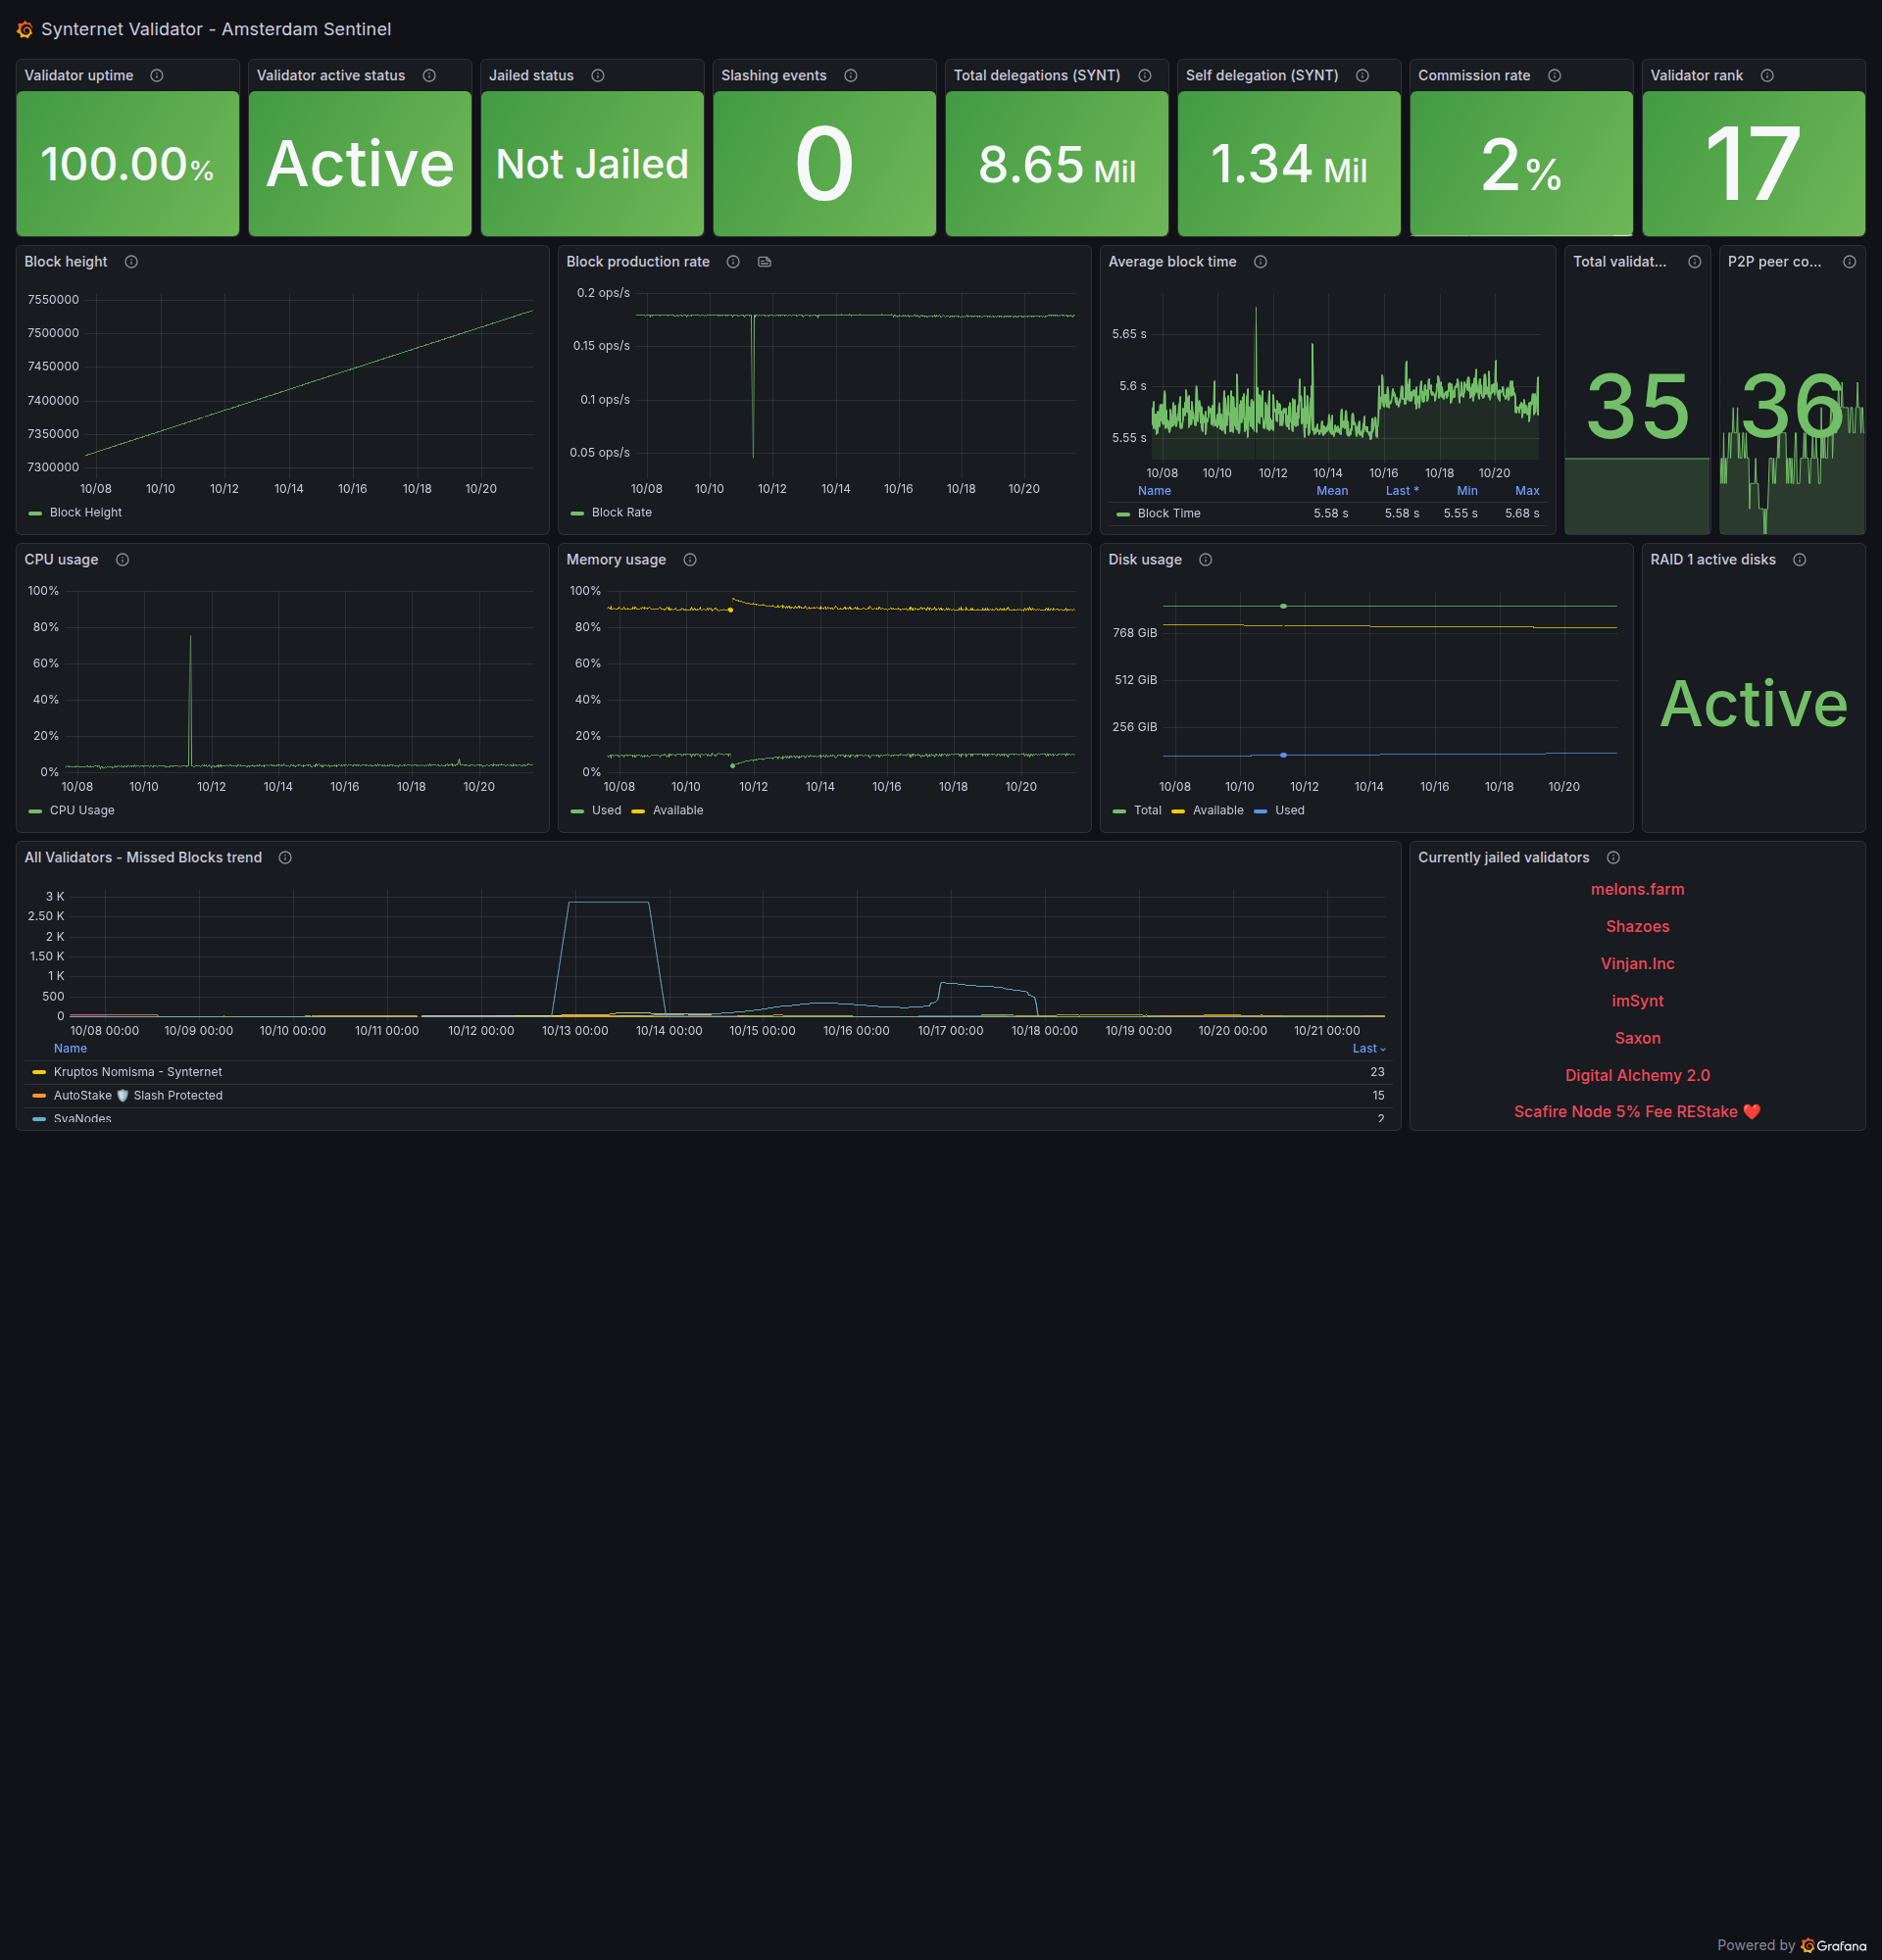 Synternet Validator - Amsterdam Sentinel
Validator uptime
100.00%
Validator active status
Active
Jailed status
Not Jailed
Slashing events
0
Total delegations (SYNT)
8.65 Mil
Self delegation (SYNT)
1.34 Mil
Commission rate
2%
Validator rank
17
Block height
7550000
7500000
7450000
7400000
7350000
7300000
10/08 10/10 10/12 10/14 10/16 10/18 10/20
Block Height
Block production rate
0.2 ops/s
0.15 ops/s
0.1 ops/s
0.05 ops/s
10/08 10/10 10/12 10/14 10/16 10/18 10/20
Block Rate
Average block time
5.65 s
5.6 s
5.55 s
10/08 10/10 10/12 10/14 10/16 10/18 10/20
Name Mean Last * Min Max
Block Time 5.58 s 5.58 s 5.55 s 5.68 s
Total validat...
35
P2P peer co...
36
CPU usage
100%
80%
60%
40%
20%
0%
10/08 10/10 10/12 10/14 10/16 10/18 10/20
CPU Usage
Memory usage
100%
80%
60%
40%
20%
0%
10/08 10/10 10/12 10/14 10/16 10/18 10/20
Used Available
Disk usage
768 GiB
512 GiB
256 GiB
10/08 10/10 10/12 10/14 10/16 10/18 10/20
Total Available Used
RAID 1 active disks
Active
All Validators - Missed Blocks trend
3 K
2.50 K
2 K
1.50 K
1 K
500
0
10/08 00:00 10/09 00:00 10/10 00:00 10/11 00:00 10/12 00:00 10/13 00:00 10/14 00:00 10/15 00:00 10/16 00:00 10/17 00:00 10/18 00:00 10/19 00:00 10/20 00:00 10/21 00:00
Name Last
Kruptos Nomisma - Synternet 23
AutoStake 🛡️ Slash Protected 15
SvaNodes 2
Currently jailed validators
melons.farm
Shazoes
Vinjan.Inc
imSynt
Saxon
Digital Alchemy 2.0
Scafire Node 5% Fee REStake ❤️
Powered by Grafana